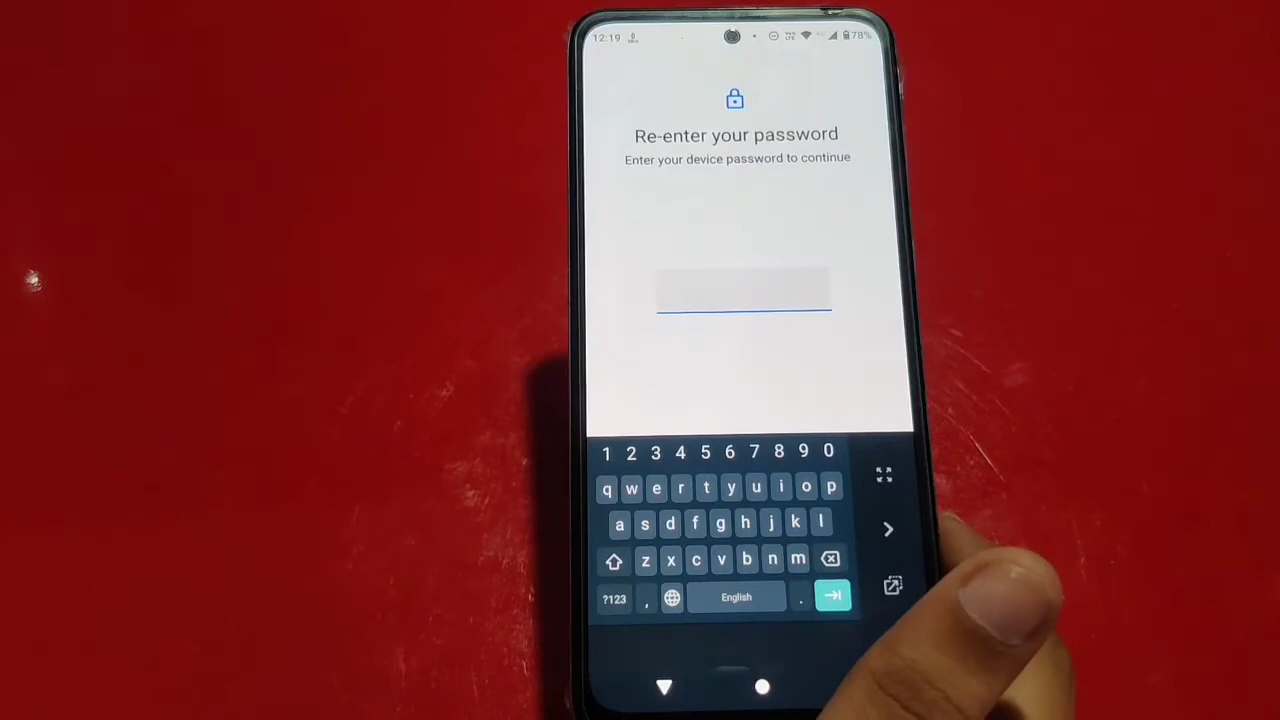 12:19 78%
Re-enter your password
Enter your device password to continue
1 2 3 4 5 6 7 8 9 0
q w e r t y u i o p
a s d f g h j k l
z x c v b n m
?123 , English .